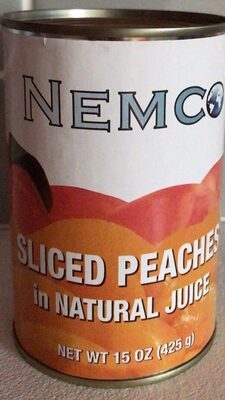 NEMCO
SLICED PEACHES
in NATURAL JUICE
NET WT 15 OZ (425 g)